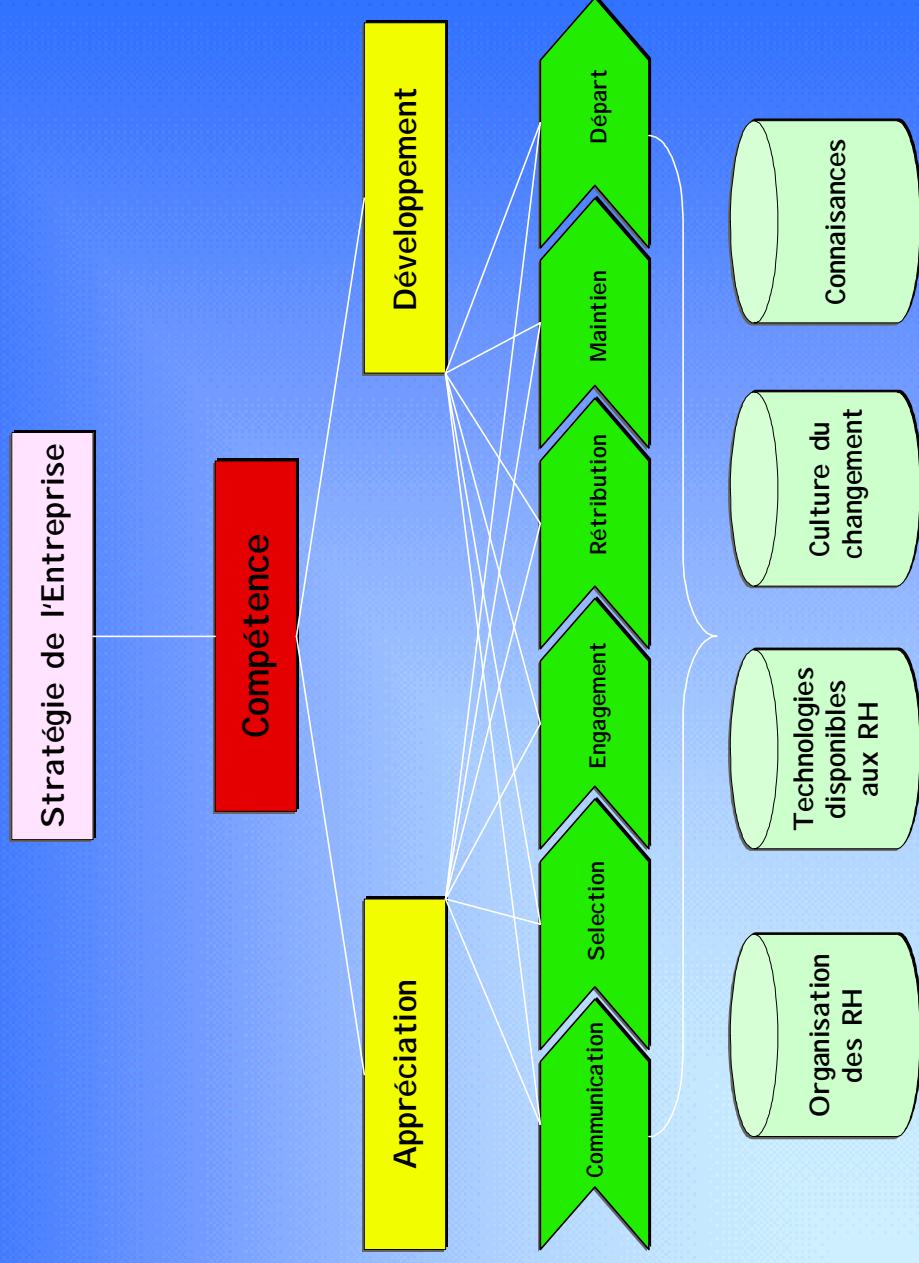 Stratégie de l'Entreprise
Compétence
Appréciation
Développement
Communication
Selection
Engagement
Rétribution
Maintien
Départ
Organisation
des RH
Technologies
disponibles
aux RH
Culture du
changement
Connaisances